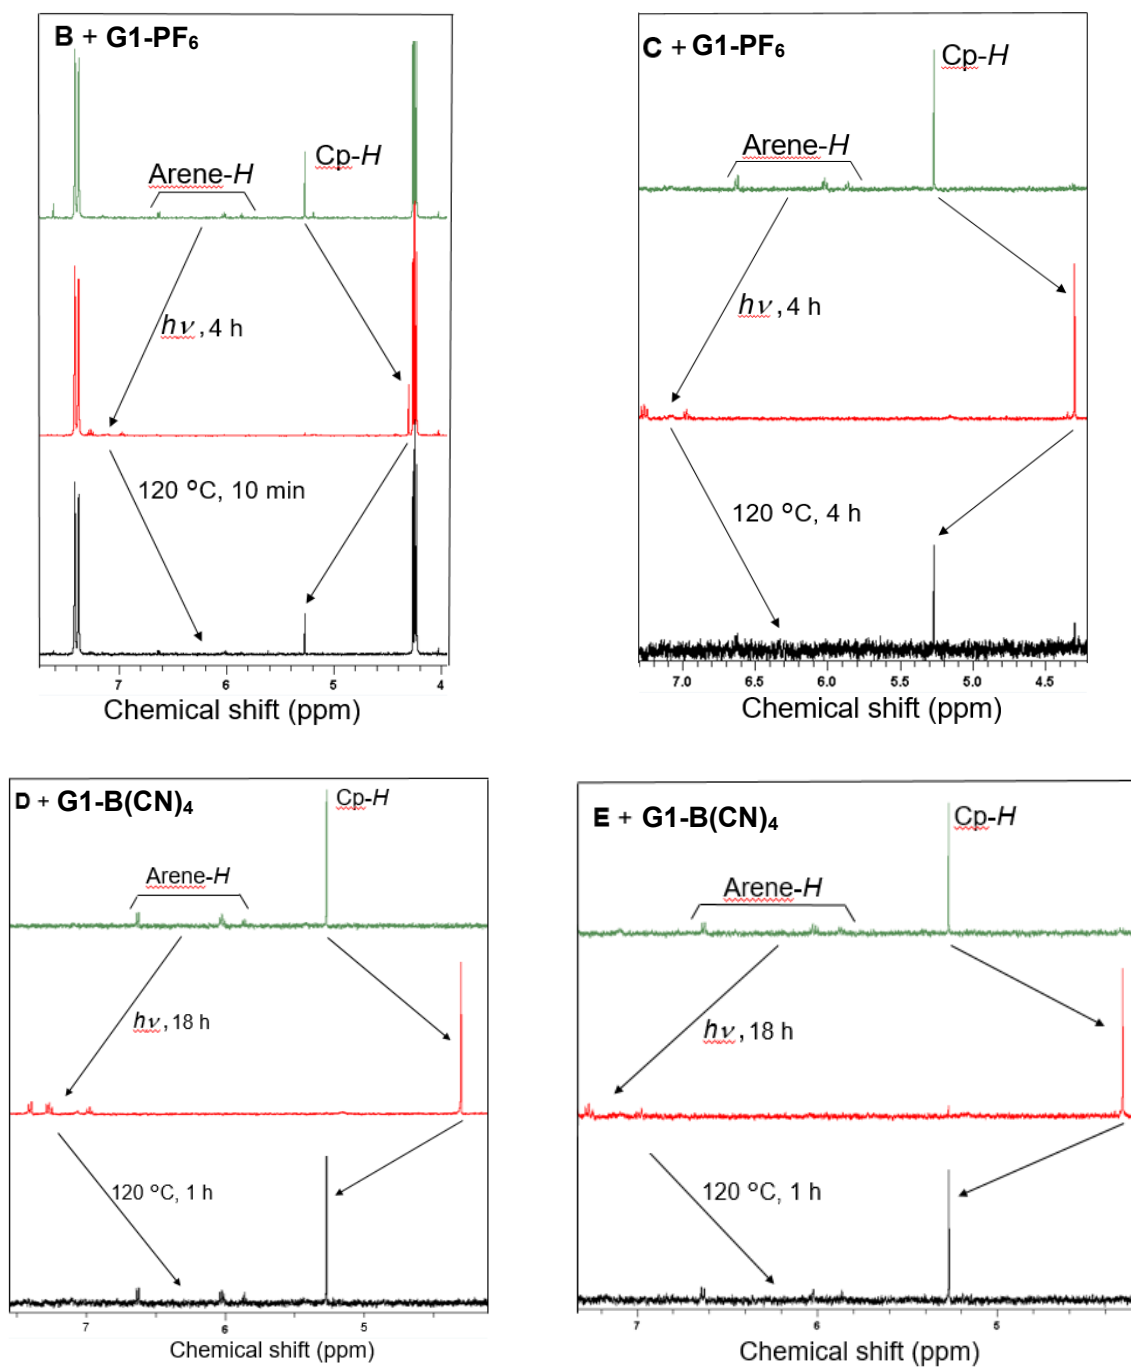 B + G1-PF₆
Cp-H
Arene-H
hν, 4 h
120 °C, 10 min
7 6 5 4
Chemical shift (ppm)
C + G1-PF₆
Cp-H
Arene-H
hν, 4 h
120 °C, 4 h
7.0 6.5 6.0 5.5 5.0 4.5
Chemical shift (ppm)
D + G1-B(CN)₄
Cp-H
Arene-H
hν, 18 h
120 °C, 1 h
7 6 5
Chemical shift (ppm)
E + G1-B(CN)₄
Cp-H
Arene-H
hν, 18 h
120 °C, 1 h
7 6 5
Chemical shift (ppm)